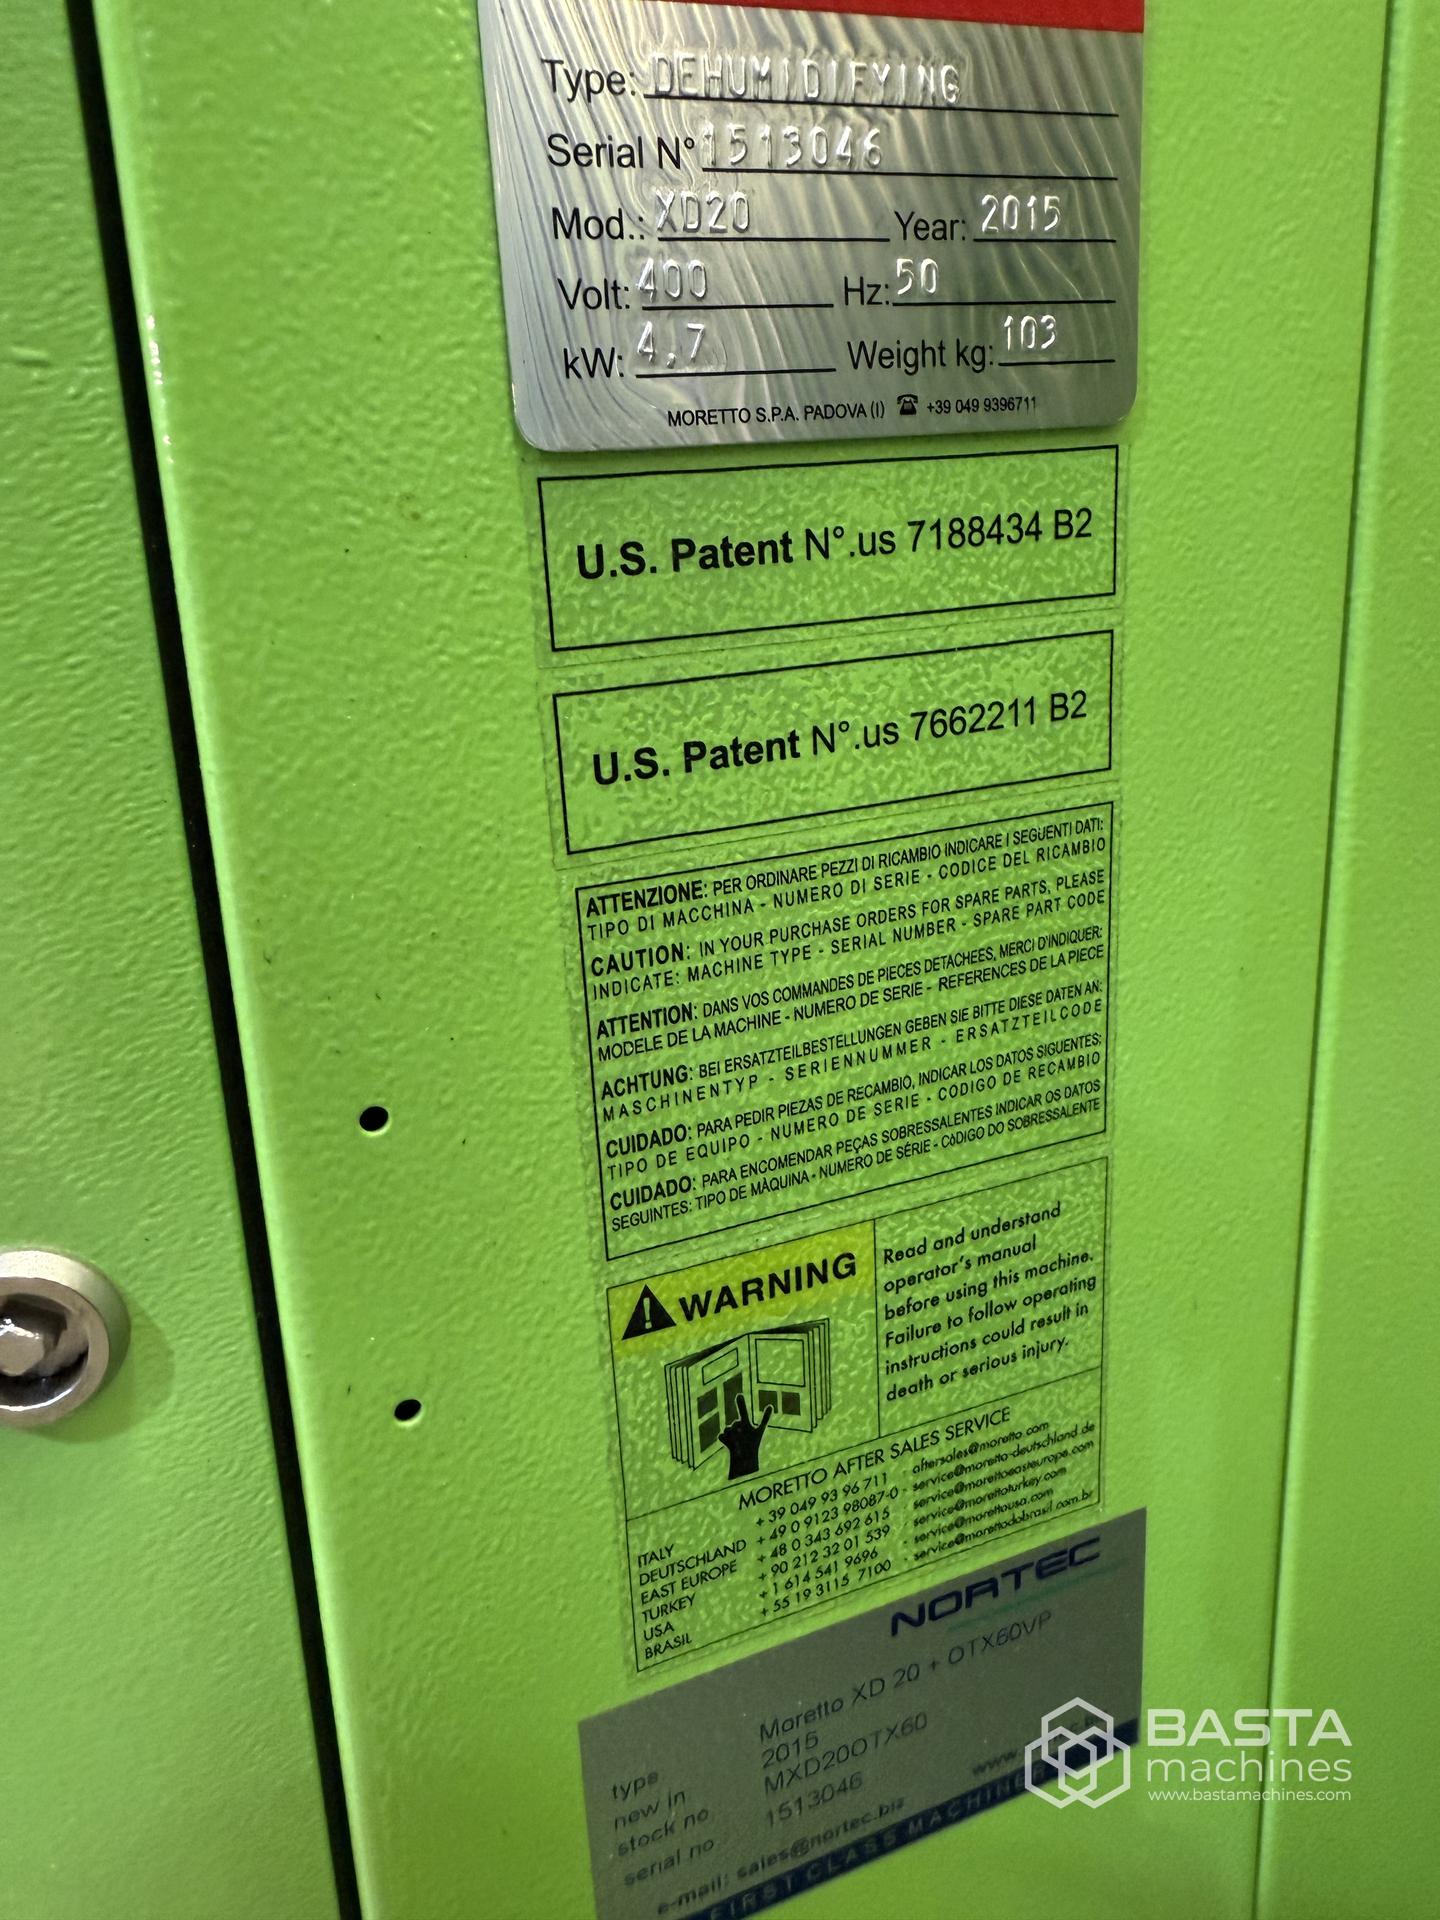 Type: DEHUMIDIFYING
Serial N° 1513046
Mod.: XD20 Year: 2015
Volt: 400 Hz: 50
kW: 4,7 Weight kg: 103
MORETTO S.P.A. PADOVA (I) ☎ +39 049 9396711
U.S. Patent N°.us 7188434 B2
U.S. Patent N°.us 7662211 B2
ATTENZIONE: PER ORDINARE PEZZI DI RICAMBIO INDICARE I SEGUENTI DATI:
TIPO DI MACCHINA - NUMERO DI SERIE - CODICE DEL RICAMBIO
CAUTION: IN YOUR PURCHASE ORDERS FOR SPARE PARTS, PLEASE
INDICATE: MACHINE TYPE - SERIAL NUMBER - SPARE PART CODE
ATTENTION: DANS VOS COMMANDES DE PIECES DETACHEES, MERCI D'INDIQUER:
MODELE DE LA MACHINE - NUMERO DE SERIE - REFERENCES DE LA PIECE
ACHTUNG: BEI ERSATZTEILBESTELLUNGEN GEBEN SIE BITTE DIESE DATEN AN:
MASCHINENTYP - SERIENNUMMER - ERSATZTEILCODE
CUIDADO: PARA PEDIR PIEZAS DE RECAMBIO, INDICAR LOS DATOS SIGUENTES:
TIPO DE EQUIPO - NUMERO DE SERIE - CODIGO DE RECAMBIO
CUIDADO: PARA ENCOMENDAR PEÇAS SOBRESSALENTES INDICAR OS DATOS
SEGUINTES: TIPO DE MÀQUINA - NUMERO DE SÉRIE - CÒDIGO DO SOBRESSALENTE
WARNING
Read and understand
operator's manual
before using this machine.
Failure to follow operating
instructions could result in
death or serious injury.
MORETTO AFTER SALES SERVICE
ITALY +39 049 93 96 711 - aftersales@moretto.com
DEUTSCHLAND +49 0 9123 98087-0 - service@moretto-deutschland.de
EAST EUROPE +48 0 343 692 615 - service@morettoeasteurope.com
TURKEY +90 212 32 01 539 - service@morettoturkey.com
USA +1 614 541 9696 - service@morettousa.com
BRASIL +55 19 3115 7100 - service@morettodobrasil.com.br
NORTEC
type Moretto XD 20 + OTX60VP
new in 2015
stock no MXD20OTX60
serial no 1513046
e-mail: sales@nortec.biz
FIRST CLASS MACHINER
BASTA
machines
www.bastamachines.com